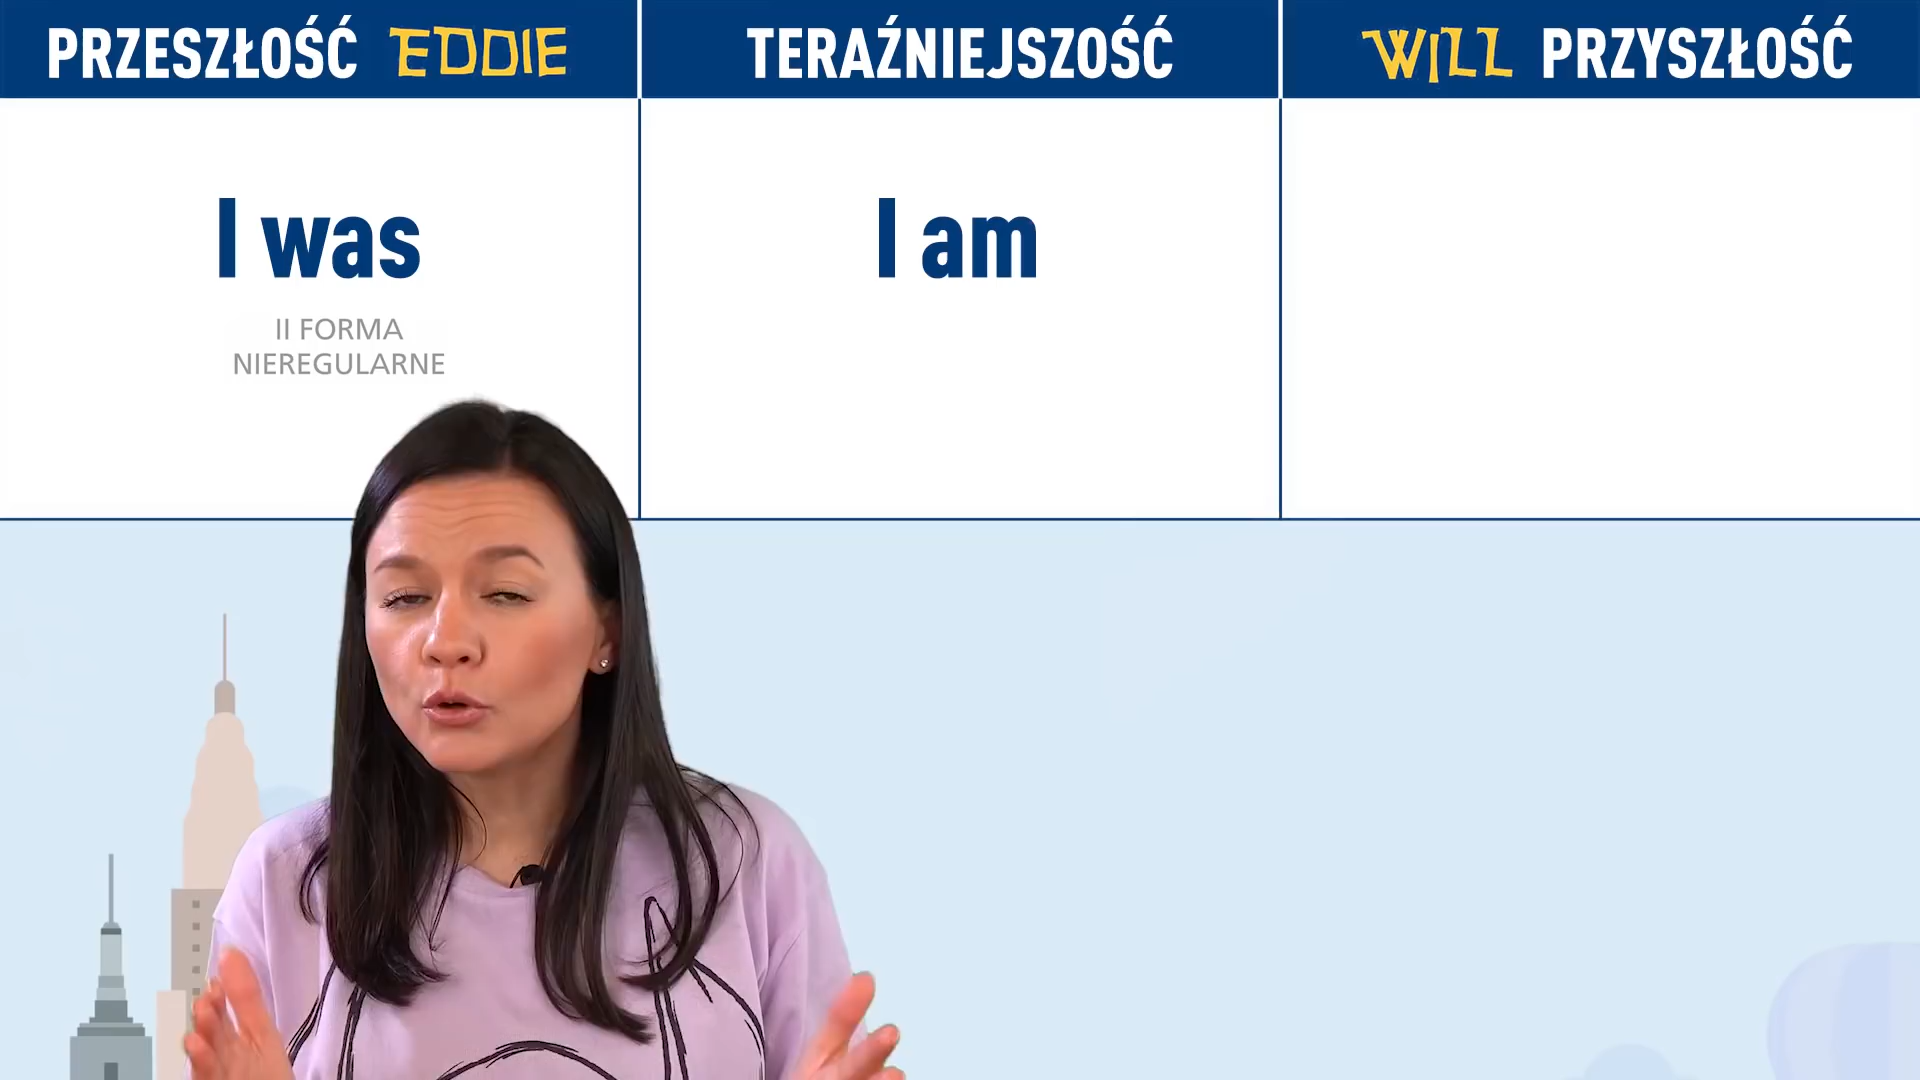 PRZESZŁOŚĆ EDDIE
TERAŹNIEJSZOŚĆ
WILL PRZYSZŁOŚĆ
I was
I am
II FORMA
NIEREGULARNE